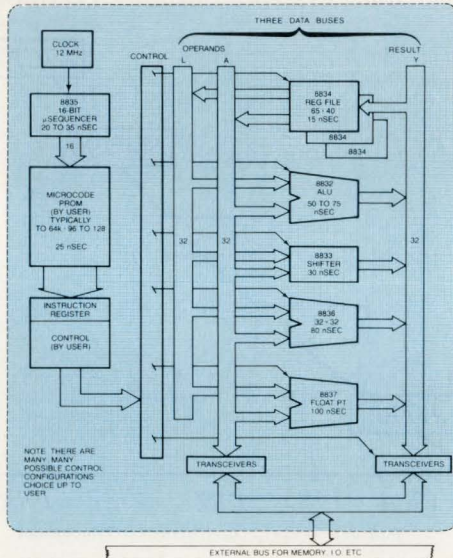 THREE DATA BUSES
CLOCK
12 MHz
CONTROL
OPERANDS
L
A
RESULT
Y
8835
16-BIT
µSEQUENCER
20 TO 35 nSEC
16
8834
REG FILE
65 - 40
15 nSEC
8834
8834
MICROCODE
PROM
(BY USER)
TYPICALLY
TO 64k - 96 TO 128
25 nSEC
8832
ALU
50 TO 75
nSEC
32
32
32
8833
SHIFTER
30 nSEC
INSTRUCTION
REGISTER
CONTROL
(BY USER)
8836
32 - 32
80 nSEC
8837
FLOAT PT
100 nSEC
NOTE: THERE ARE
MANY, MANY
POSSIBLE CONTROL
CONFIGURATIONS
CHOICE UP TO
USER
TRANSCEIVERS
TRANSCEIVERS
EXTERNAL BUS FOR MEMORY, I.O. ETC